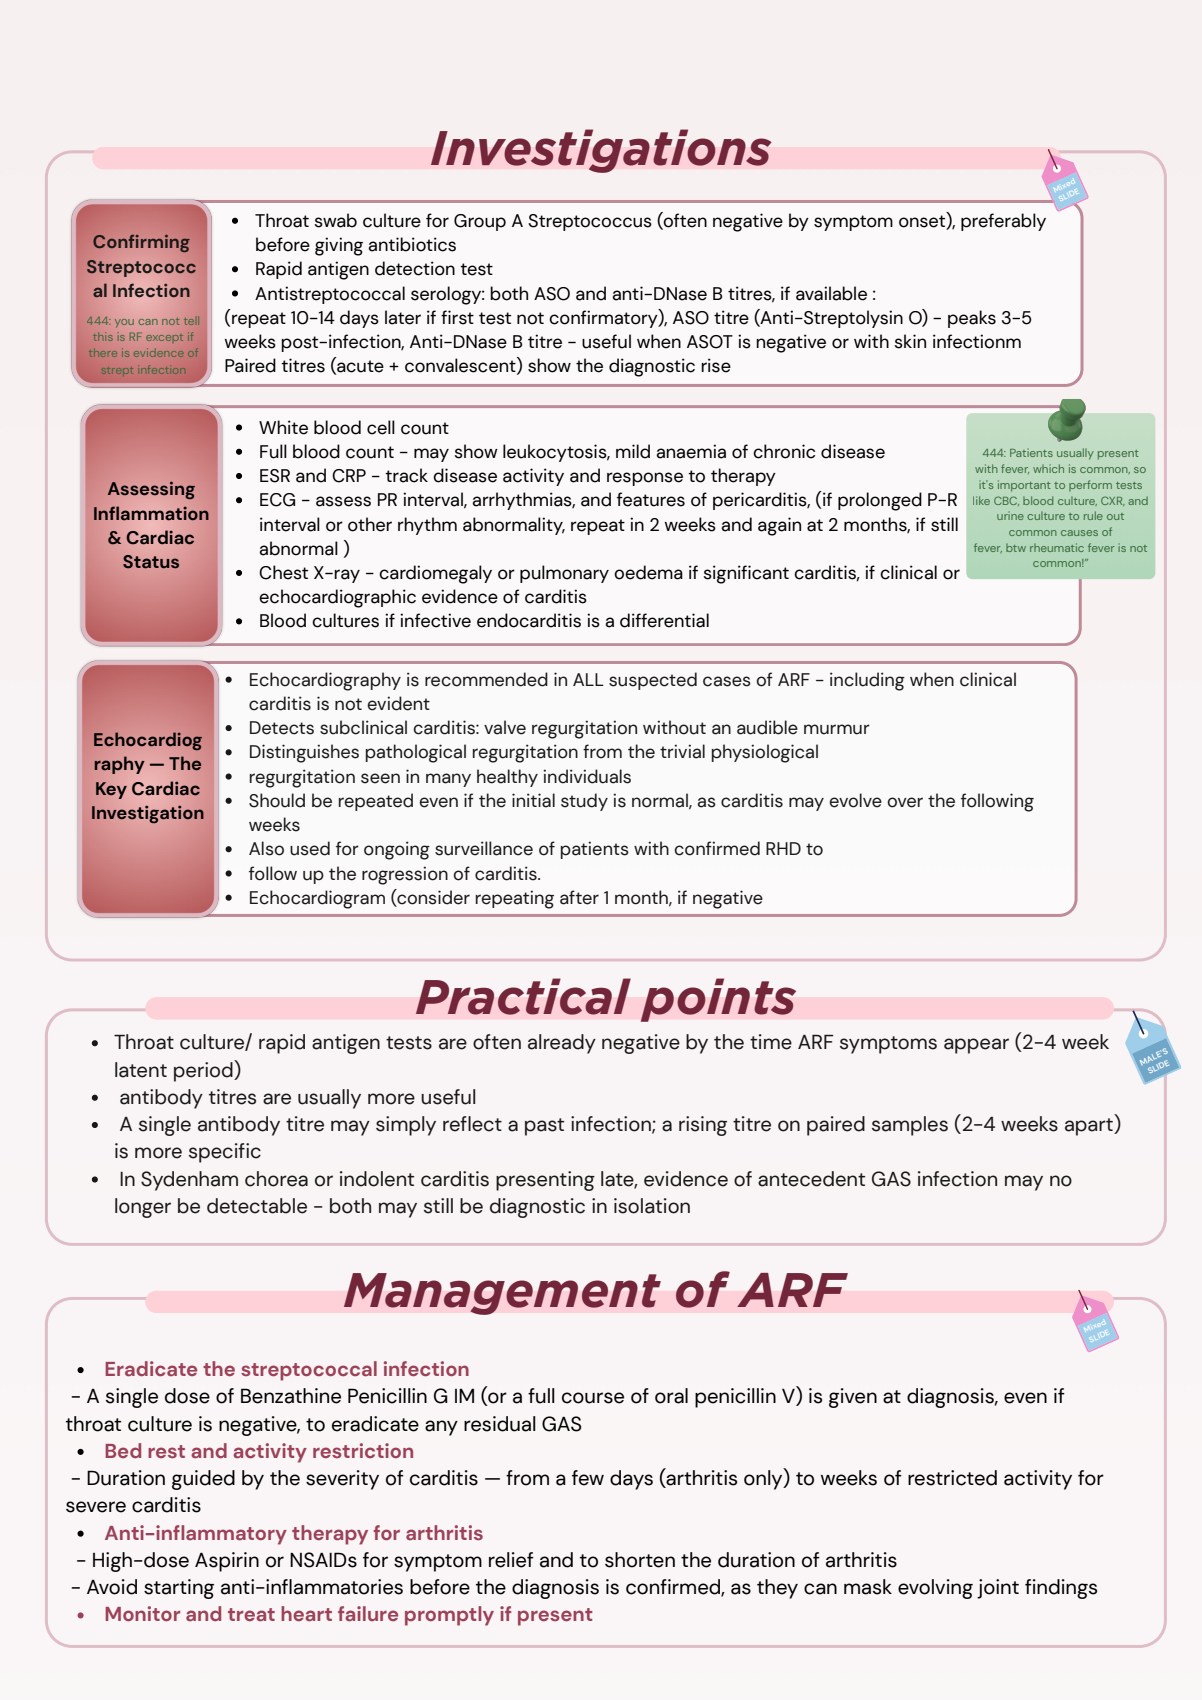 Investigations
Mixed
SLIDE
Confirming
Streptococc
al Infection
444: you can not tell
this is RF except if
there is evidence of
strept infection
• Throat swab culture for Group A Streptococcus (often negative by symptom onset), preferably
before giving antibiotics
• Rapid antigen detection test
• Antistreptococcal serology: both ASO and anti-DNase B titres, if available :
(repeat 10-14 days later if first test not confirmatory), ASO titre (Anti-Streptolysin O) - peaks 3-5
weeks post-infection, Anti-DNase B titre - useful when ASOT is negative or with skin infectionm
Paired titres (acute + convalescent) show the diagnostic rise
Assessing
Inflammation
& Cardiac
Status
• White blood cell count
• Full blood count - may show leukocytosis, mild anaemia of chronic disease
• ESR and CRP - track disease activity and response to therapy
• ECG - assess PR interval, arrhythmias, and features of pericarditis, (if prolonged P-R
interval or other rhythm abnormality, repeat in 2 weeks and again at 2 months, if still
abnormal )
• Chest X-ray - cardiomegaly or pulmonary oedema if significant carditis, if clinical or
echocardiographic evidence of carditis
• Blood cultures if infective endocarditis is a differential
444: Patients usually present
with fever, which is common, so
it's important to perform tests
like CBC, blood culture, CXR, and
urine culture to rule out
common causes of
fever, btw rheumatic fever is not
common!"
Echocardiog
raphy — The
Key Cardiac
Investigation
• Echocardiography is recommended in ALL suspected cases of ARF - including when clinical
carditis is not evident
• Detects subclinical carditis: valve regurgitation without an audible murmur
• Distinguishes pathological regurgitation from the trivial physiological
• regurgitation seen in many healthy individuals
• Should be repeated even if the initial study is normal, as carditis may evolve over the following
weeks
• Also used for ongoing surveillance of patients with confirmed RHD to
• follow up the rogression of carditis.
• Echocardiogram (consider repeating after 1 month, if negative
Practical points
MALE'S
SLIDE
• Throat culture/ rapid antigen tests are often already negative by the time ARF symptoms appear (2-4 week
latent period)
• antibody titres are usually more useful
• A single antibody titre may simply reflect a past infection; a rising titre on paired samples (2-4 weeks apart)
is more specific
• In Sydenham chorea or indolent carditis presenting late, evidence of antecedent GAS infection may no
longer be detectable - both may still be diagnostic in isolation
Management of ARF
Mixed
SLIDE
• Eradicate the streptococcal infection
- A single dose of Benzathine Penicillin G IM (or a full course of oral penicillin V) is given at diagnosis, even if
throat culture is negative, to eradicate any residual GAS
• Bed rest and activity restriction
- Duration guided by the severity of carditis — from a few days (arthritis only) to weeks of restricted activity for
severe carditis
• Anti-inflammatory therapy for arthritis
- High-dose Aspirin or NSAIDs for symptom relief and to shorten the duration of arthritis
- Avoid starting anti-inflammatories before the diagnosis is confirmed, as they can mask evolving joint findings
• Monitor and treat heart failure promptly if present